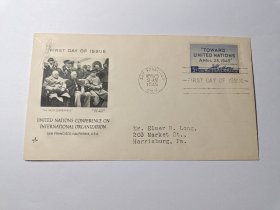 FIRST DAY OF ISSUE
"TOWARD
UNITED NATIONS
APRIL 25, 1945"
FIRST DAY OF ISSUE
UNITED NATIONS CONFERENCE ON
INTERNATIONAL ORGANIZATION
SAN FRANCISCO, CALIFORNIA, U.S.A.
Mr. Elmer R. Long,
203 Market St.,
Harrisburg, Pa.